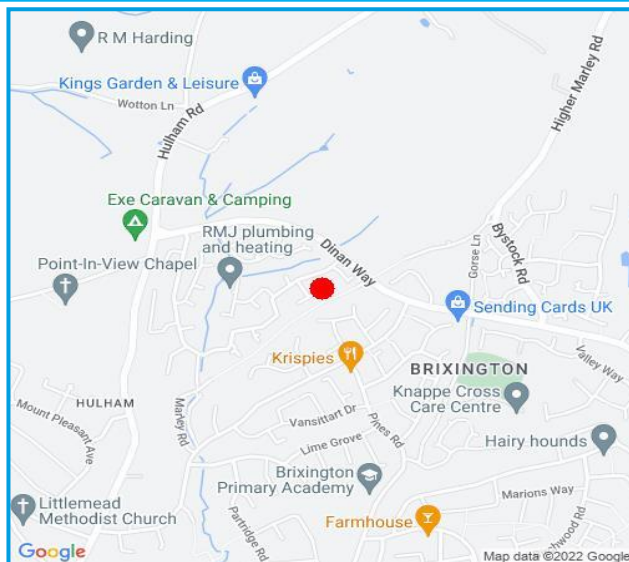 R M Harding
Kings Garden & Leisure
Wotton Ln
Hulham Rd
Higher Marley Rd
Exe Caravan & Camping
RMJ plumbing
and heating
Dinan Way
Gorse Ln
Bystock Rd
Point-In-View Chapel
Sending Cards UK
Krispies
BRIXINGTON
Valley Way
Knappe Cross
Care Centre
HULHAM
Mount Pleasant Ave
Marley Rd
Vansittart Dr
Pines Rd
Lime Grove
Hairy hounds
Brixington
Primary Academy
Marions Way
Littlemead
Methodist Church
Partridge Rd
Farmhouse
hwood Rd
Google
Map data ©2022 Google